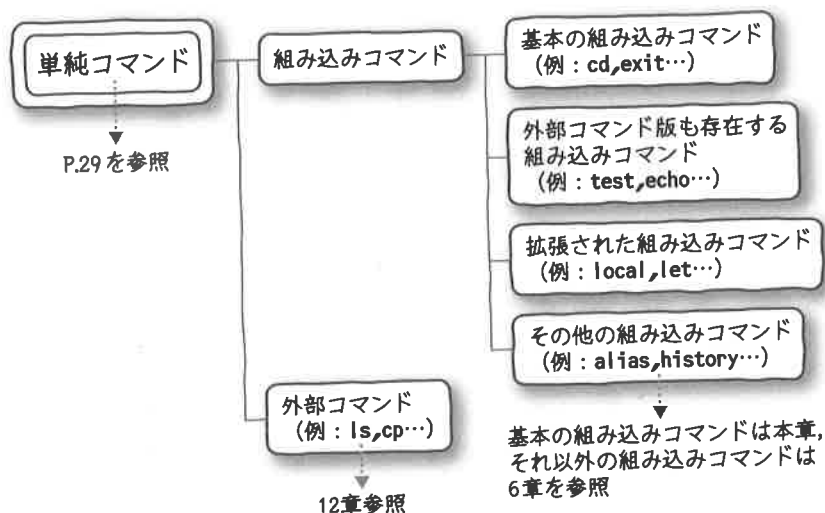 単純コマンド
P.29を参照
組み込みコマンド
基本の組み込みコマンド
(例:cd,exit…)
外部コマンド版も存在する
組み込みコマンド
(例:test,echo…)
拡張された組み込みコマンド
(例:local,let…)
その他の組み込みコマンド
(例:alias,history…)
基本の組み込みコマンドは本章,
それ以外の組み込みコマンドは
6章を参照
外部コマンド
(例:ls,cp…)
12章参照